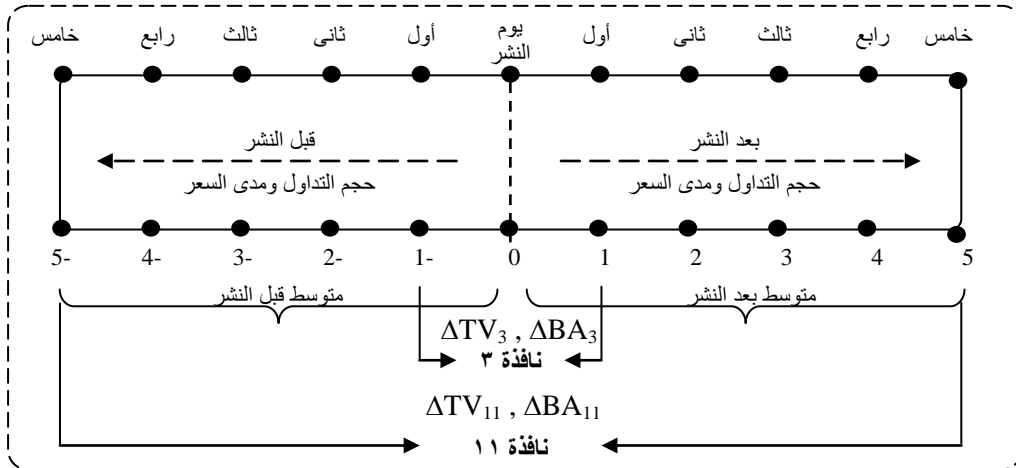 خامس رابع ثالث ثانى أول يوم النشر أول ثانى ثالث رابع خامس
قبل النشر بعد النشر
حجم التداول ومدى السعر حجم التداول ومدى السعر
5- 4- 3- 2- 1- 0 1 2 3 4 5
متوسط قبل النشر متوسط بعد النشر
ΔTV₃ , ΔBA₃
نافذة ٣
ΔTV₁₁ , ΔBA₁₁
نافذة ١١